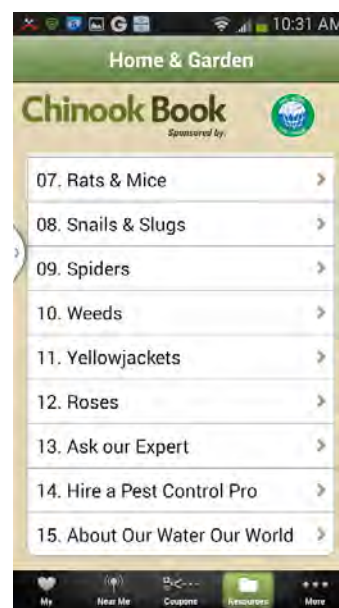 10:31 AM
Home & Garden
Chinook Book
Sponsored by:
07. Rats & Mice
08. Snails & Slugs
09. Spiders
10. Weeds
11. Yellowjackets
12. Roses
13. Ask our Expert
14. Hire a Pest Control Pro
15. About Our Water Our World
My Near Me Coupons Resources More